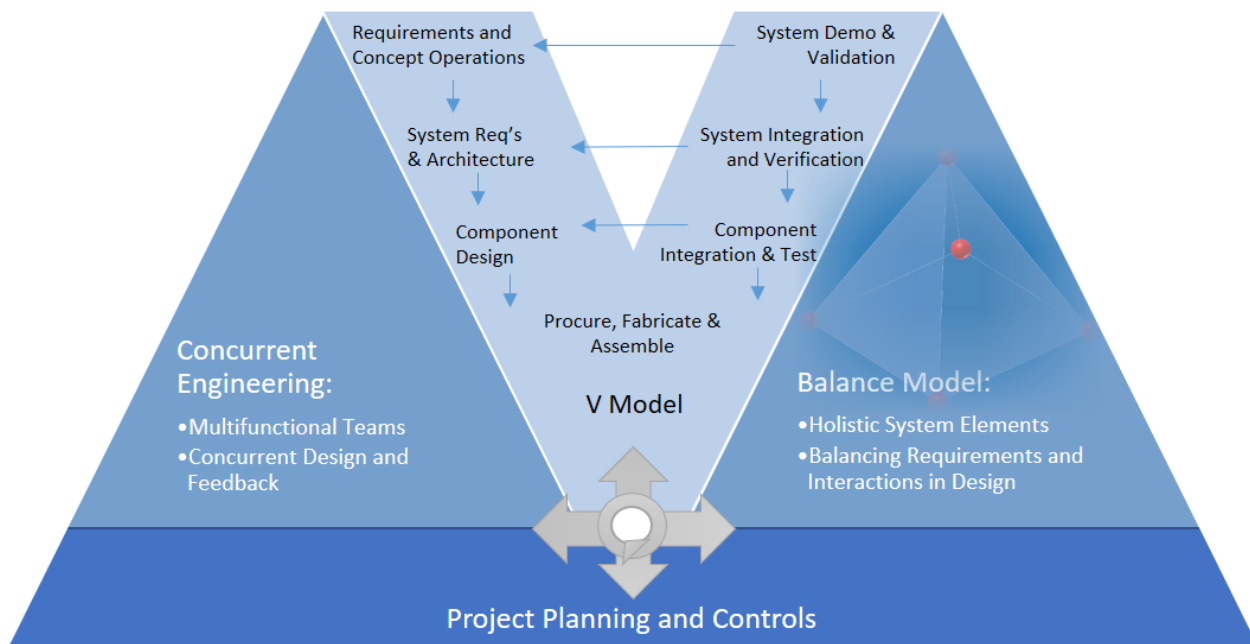 Requirements and
Concept Operations
System Demo &
Validation
System Req's
& Architecture
System Integration
and Verification
Component
Design
Component
Integration & Test
Procure, Fabricate &
Assemble
V Model
Concurrent
Engineering:
•Multifunctional Teams
•Concurrent Design and
Feedback
Balance Model:
•Holistic System Elements
•Balancing Requirements and
Interactions in Design
Project Planning and Controls